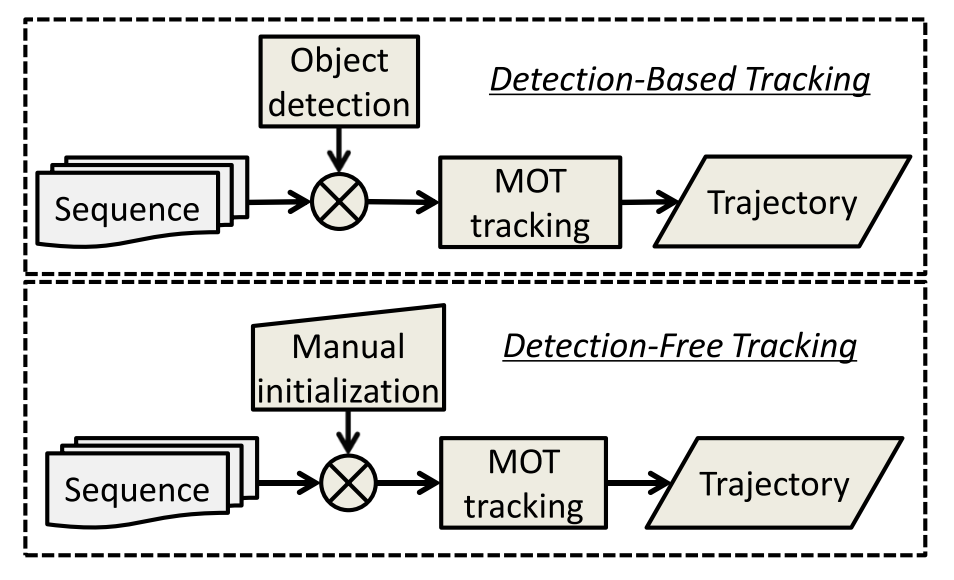 Object
detection
Detection-Based Tracking
Sequence
MOT
tracking
Trajectory
Manual
initialization
Detection-Free Tracking
Sequence
MOT
tracking
Trajectory